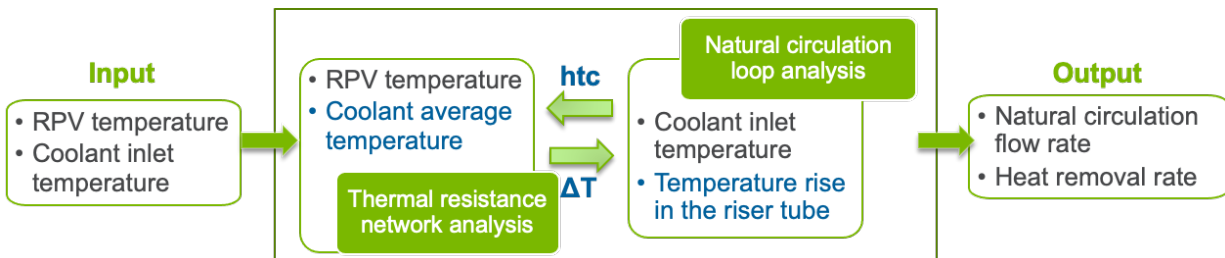 Input
• RPV temperature
• Coolant inlet
temperature
• RPV temperature
• Coolant average
temperature
Thermal resistance
network analysis
htc
ΔT
Natural circulation
loop analysis
• Coolant inlet
temperature
• Temperature rise
in the riser tube
Output
• Natural circulation
flow rate
• Heat removal rate